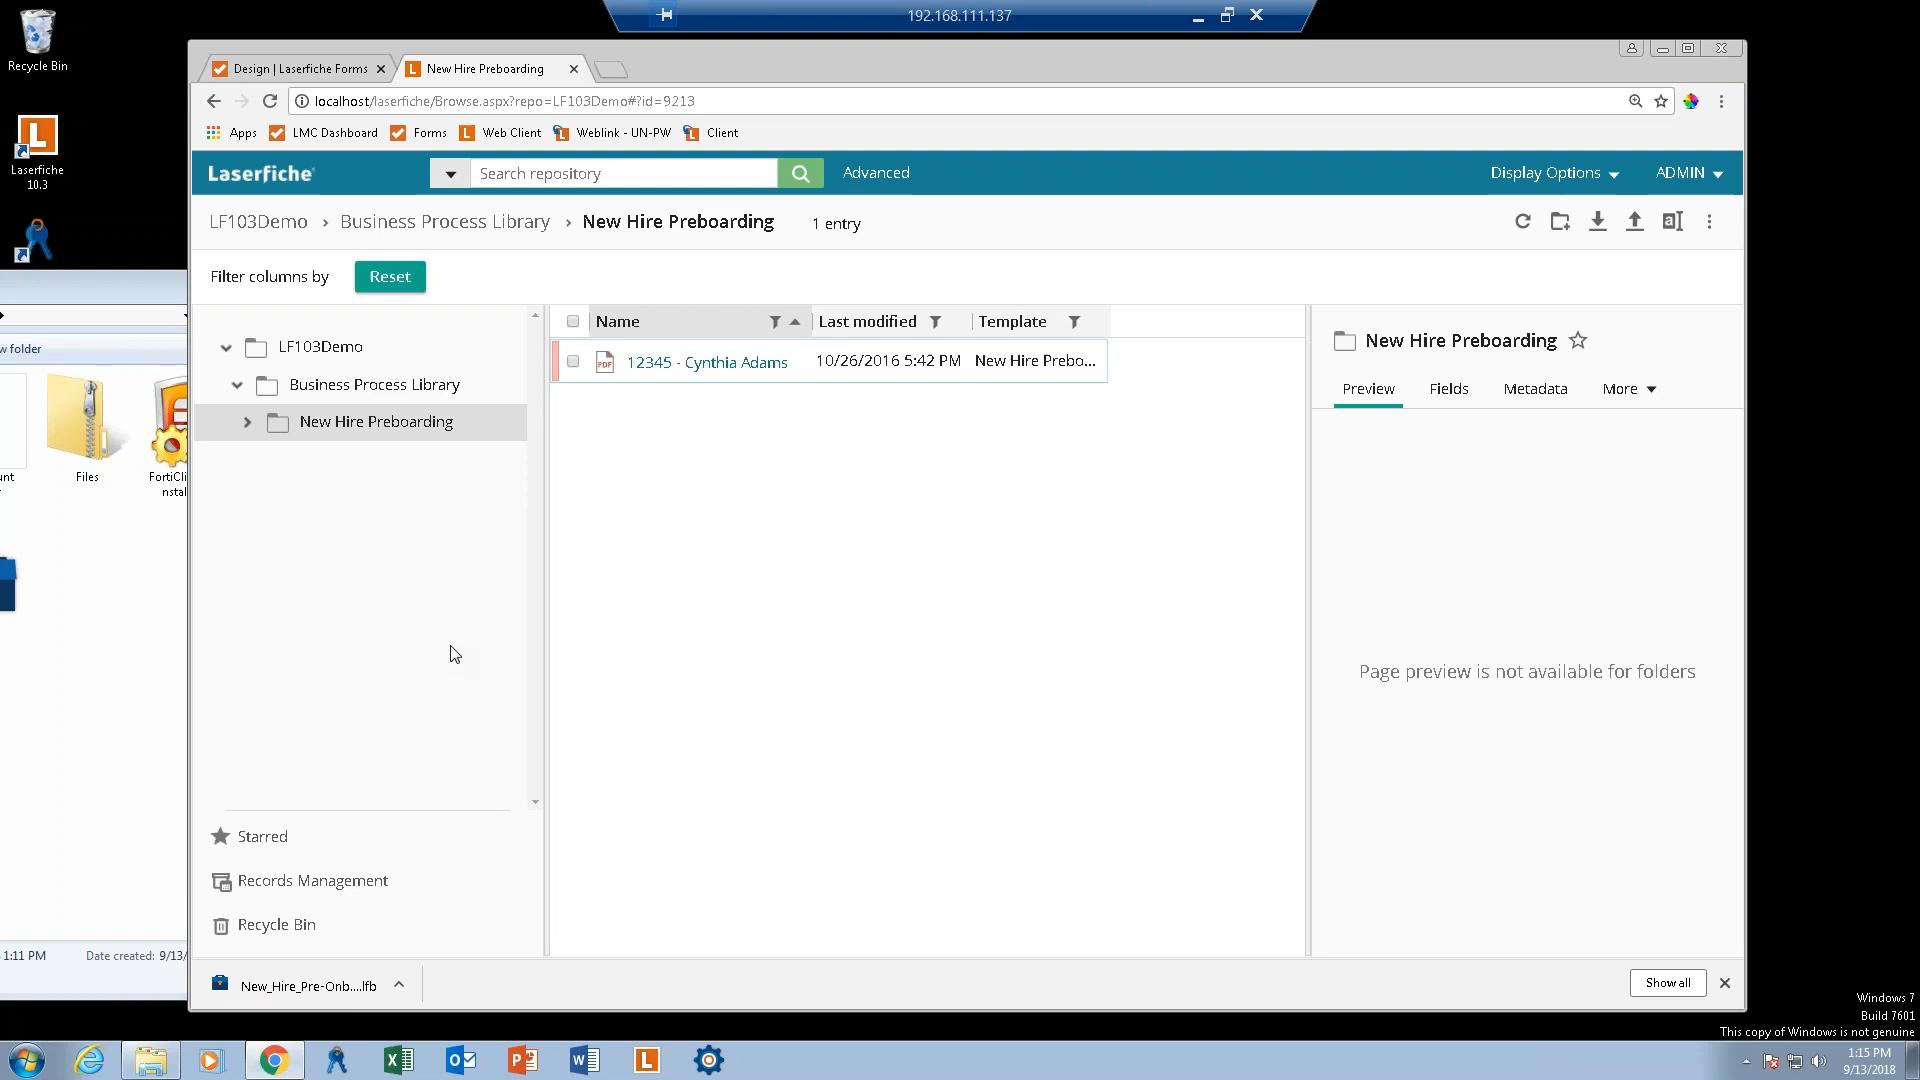 192.168.111.137
Recycle Bin
Design | Laserfiche Forms
New Hire Preboarding
localhost/laserfiche/Browse.aspx?repo=LF103Demo#?id=9213
Apps
LMC Dashboard
Forms
Web Client
Weblink - UN-PW
Client
Laserfiche
10.3
Laserfiche
Search repository
Advanced
Display Options
ADMIN
LF103Demo › Business Process Library › New Hire Preboarding
1 entry
Filter columns by
Reset
w folder
Files
FortiCli
nstal
LF103Demo
Business Process Library
New Hire Preboarding
Name
Last modified
Template
PDF
12345 - Cynthia Adams
10/26/2016 5:42 PM
New Hire Prebo...
New Hire Preboarding
Preview
Fields
Metadata
More
Page preview is not available for folders
Starred
Records Management
Recycle Bin
1:11 PM
Date created: 9/13/
New_Hire_Pre-Onb....lfb
Show all
Windows 7
Build 7601
This copy of Windows is not genuine
1:15 PM
9/13/2018